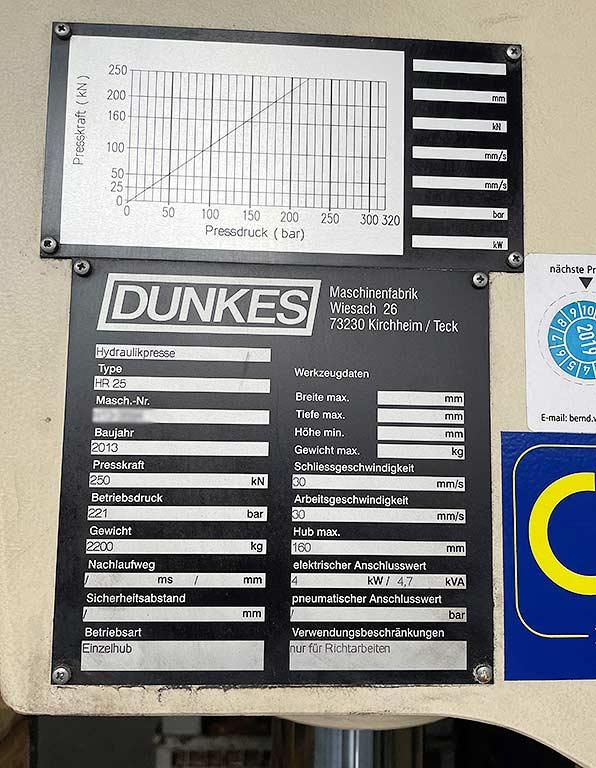 Presskraft (kN)
250
200
160
100
50
25
0
0 50 100 150 200 250 300 320
Pressdruck (bar)
mm
kN
mm/s
mm/s
bar
kW
DUNKES
Maschinenfabrik
Wiesach 26
73230 Kirchheim / Teck
Hydraulikpresse
Type
HR 25
Masch.-Nr.
Baujahr
2013
Presskraft
250 kN
Betriebsdruck
221 bar
Gewicht
2200 kg
Nachlaufweg
/ ms / mm
Sicherheitsabstand
/ mm
Betriebsart
Einzelhub
Werkzeugdaten
Breite max. mm
Tiefe max. mm
Höhe min. mm
Gewicht max. kg
Schliessgeschwindigkeit
30 mm/s
Arbeitsgeschwindigkeit
30 mm/s
Hub max.
160 mm
elektrischer Anschlusswert
4 kW / 4,7 kVA
pneumatischer Anschlusswert
/ bar
Verwendungsbeschränkungen
nur für Richtarbeiten
nächste Pr
2019
E-mail: bernd.v